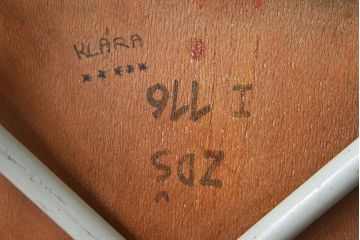 KLÁRA
*****
ZDŠ
I 116